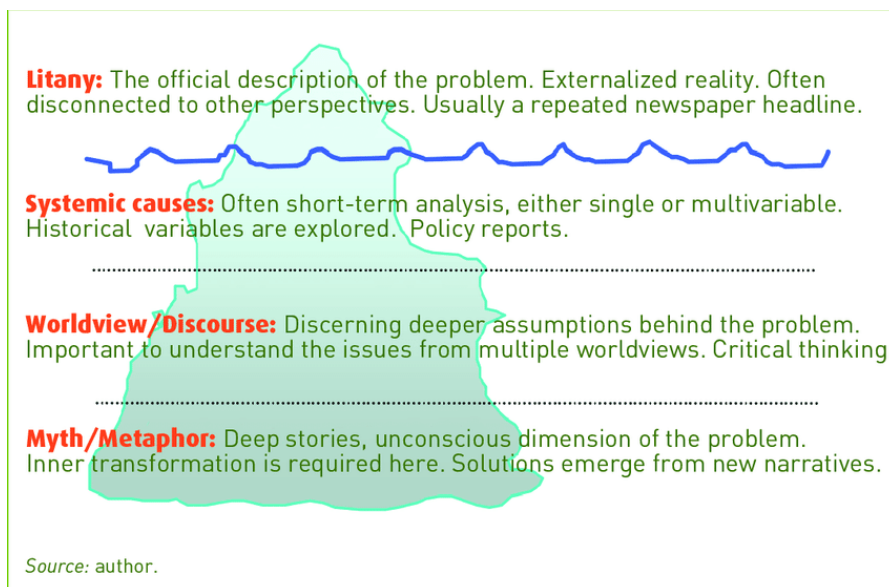 Litany: The official description of the problem. Externalized reality. Often
disconnected to other perspectives. Usually a repeated newspaper headline.
Systemic causes: Often short-term analysis, either single or multivariable.
Historical variables are explored. Policy reports.
Worldview/Discourse: Discerning deeper assumptions behind the problem.
Important to understand the issues from multiple worldviews. Critical thinking
Myth/Metaphor: Deep stories, unconscious dimension of the problem.
Inner transformation is required here. Solutions emerge from new narratives.
Source: author.